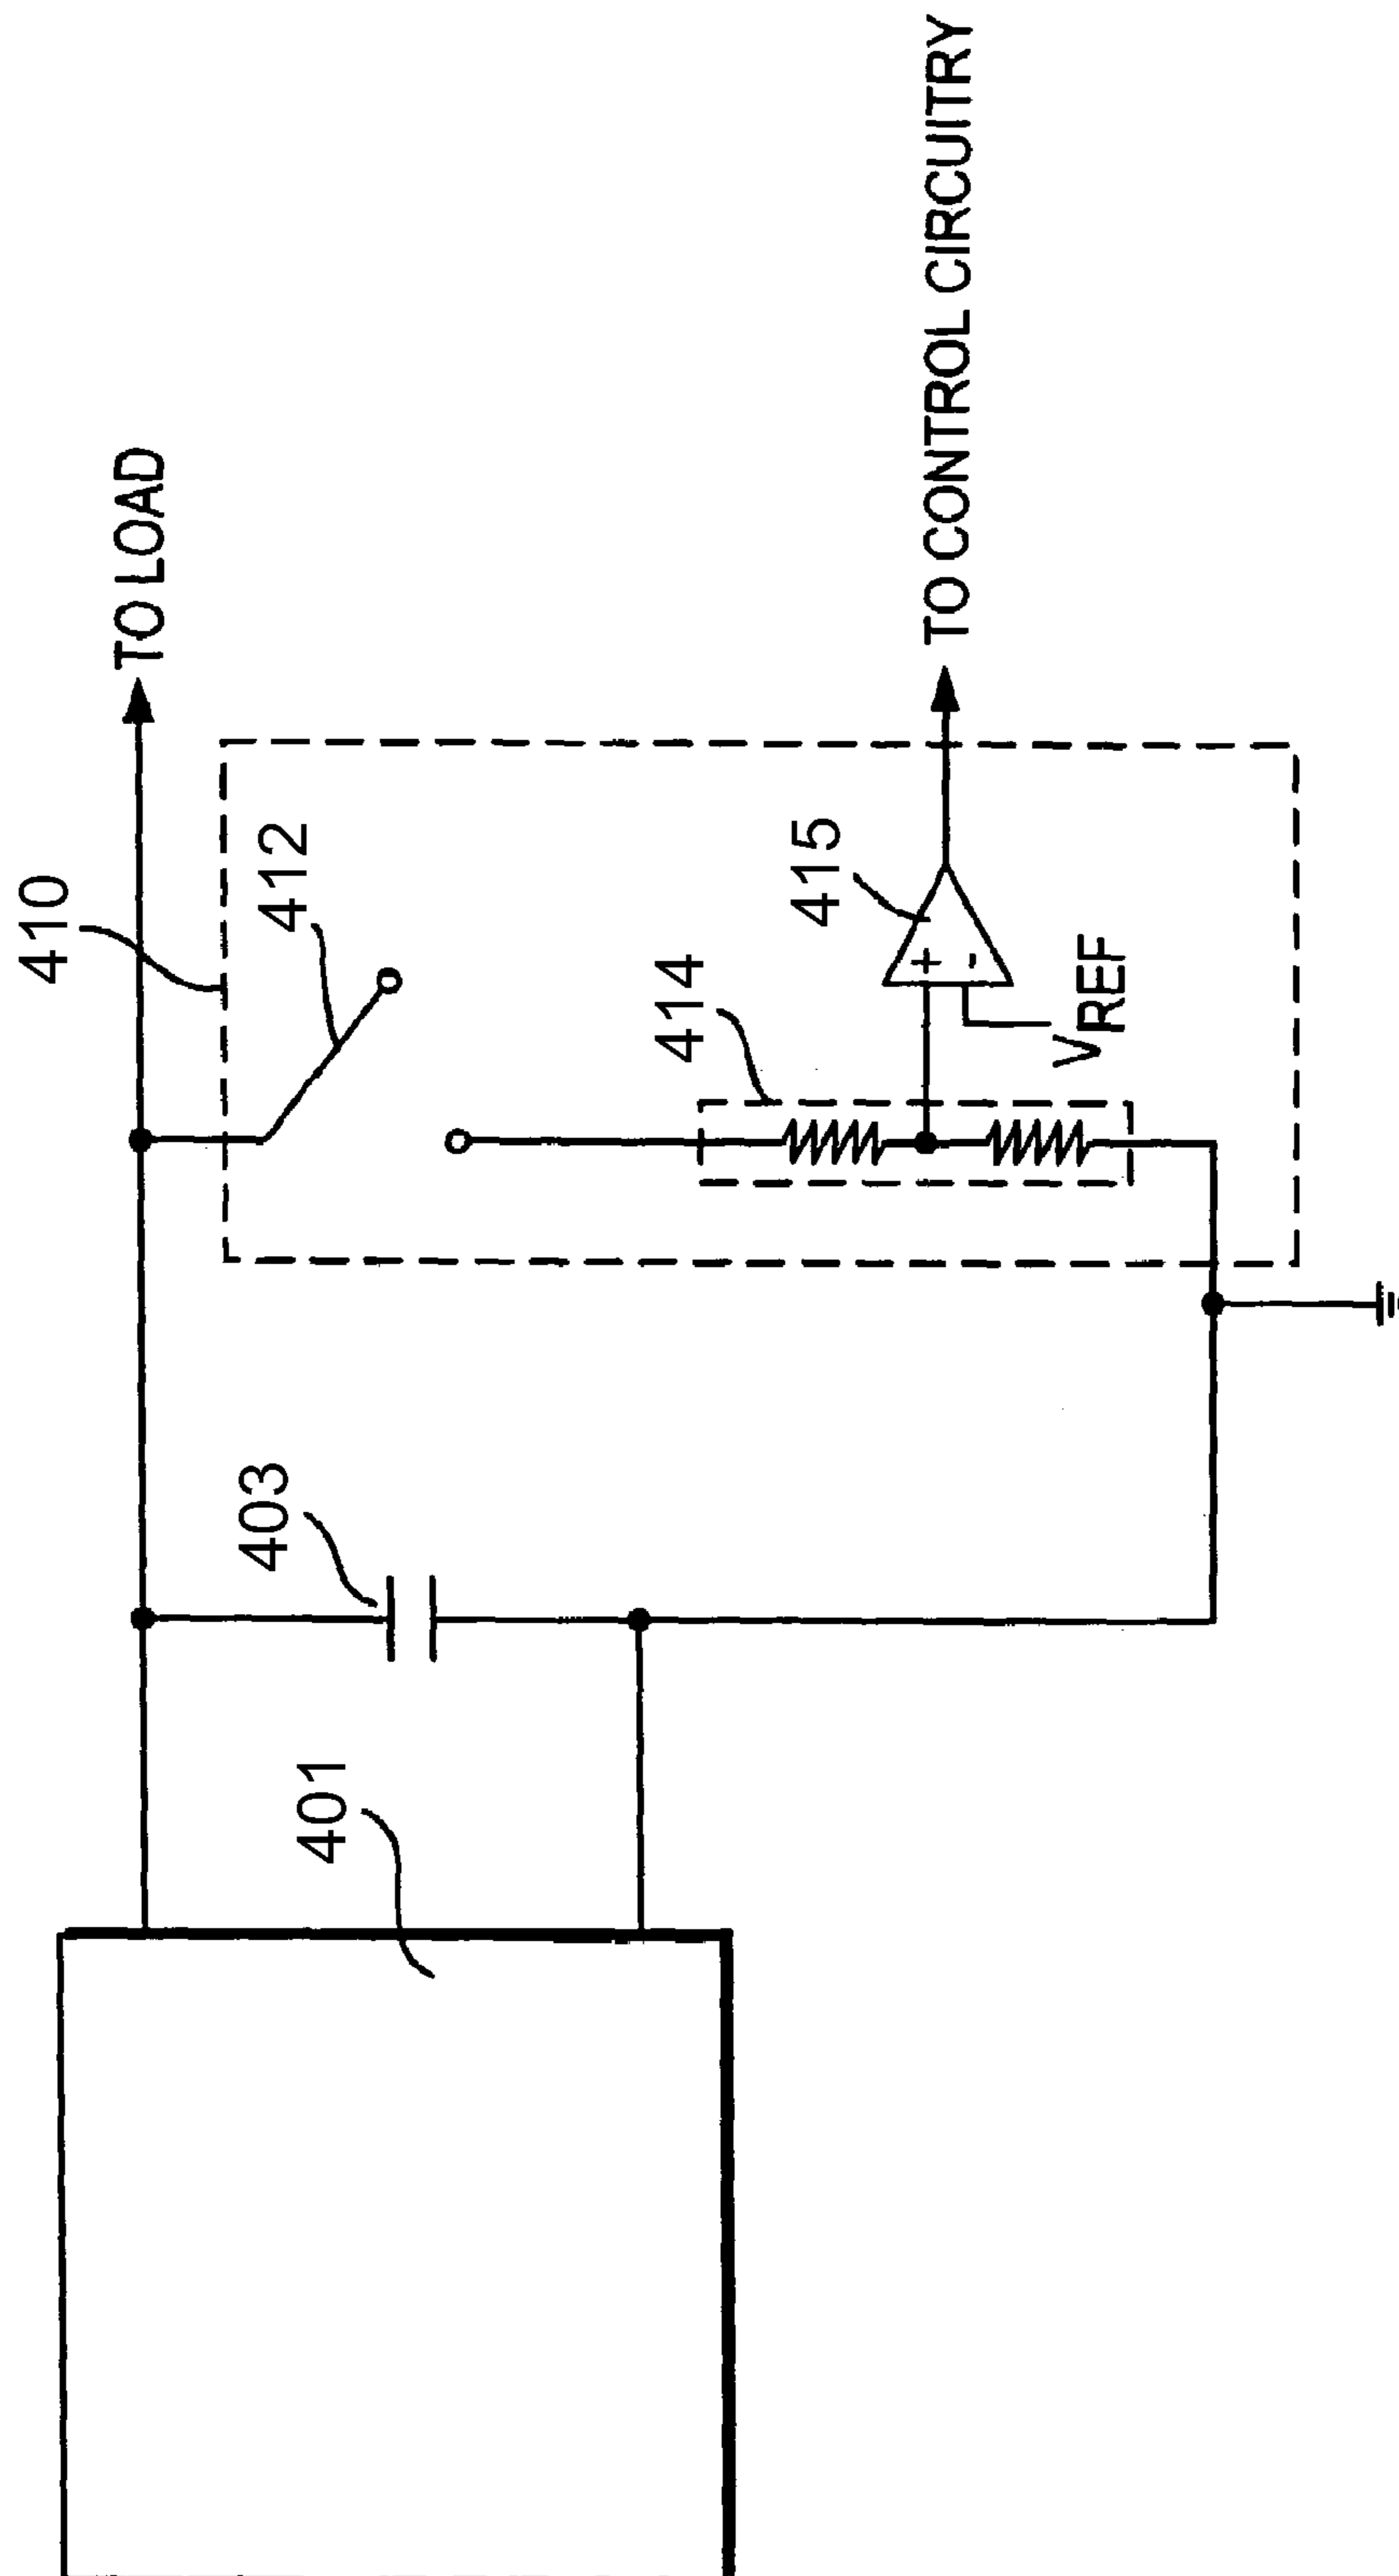 410
TO LOAD
412
415
TO CONTROL CIRCUITRY
414
+
-
VREF
403
401